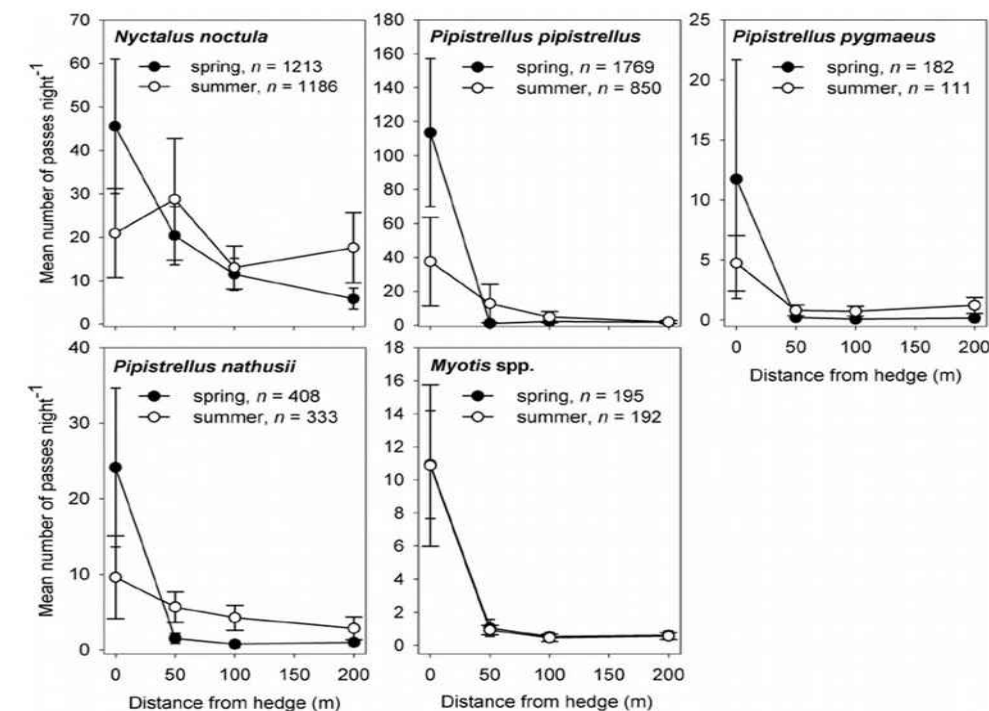 Nyctalus noctula
spring, n = 1213
summer, n = 1186
70
60
50
40
30
20
10
0
Mean number of passes night⁻¹
Pipistrellus pipistrellus
spring, n = 1769
summer, n = 850
180
160
140
120
100
80
60
40
20
0
Pipistrellus pygmaeus
spring, n = 182
summer, n = 111
25
20
15
10
5
0
0 50 100 150 200
Distance from hedge (m)
Pipistrellus nathusii
spring, n = 408
summer, n = 333
40
30
20
10
0
Mean number of passes night⁻¹
0 50 100 150 200
Distance from hedge (m)
Myotis spp.
spring, n = 195
summer, n = 192
18
16
14
12
10
8
6
4
2
0
0 50 100 150 200
Distance from hedge (m)